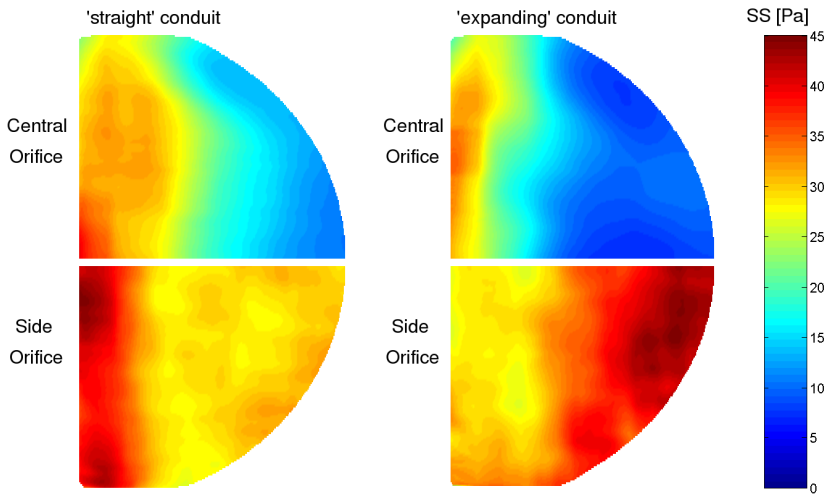 'straight' conduit
'expanding' conduit
SS [Pa]
Central
Orifice
Central
Orifice
Side
Orifice
Side
Orifice
45
40
35
30
25
20
15
10
5
0